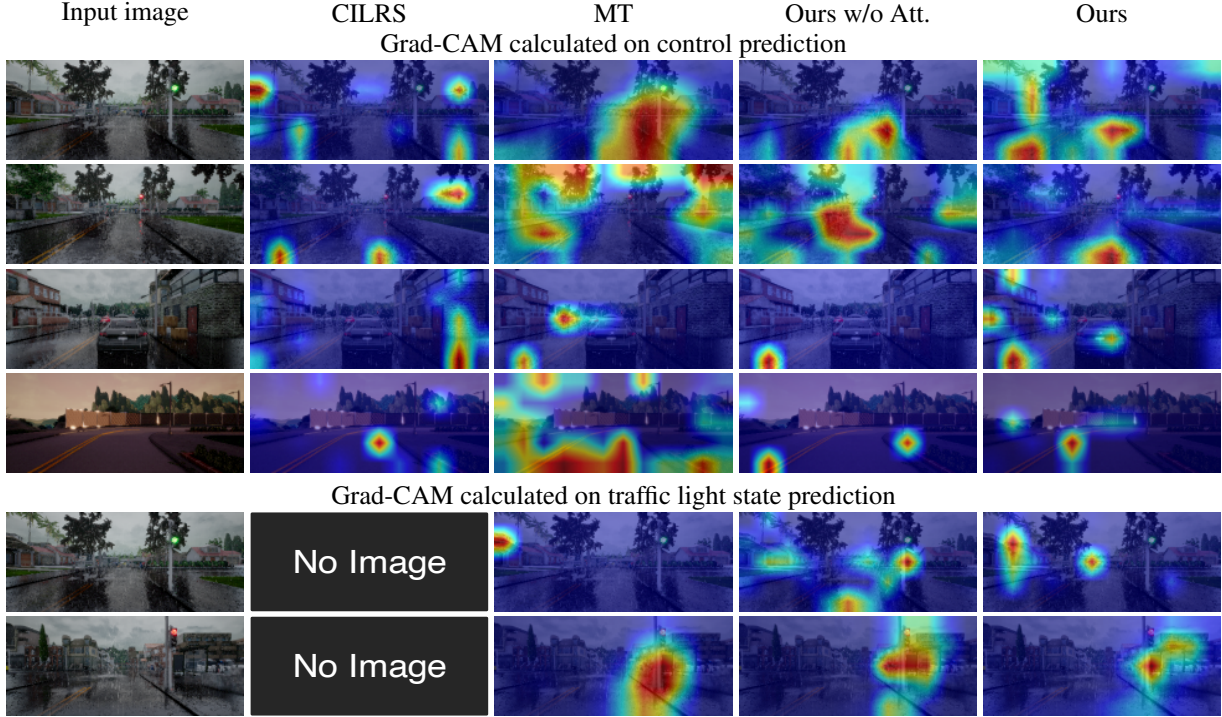 Input image CILRS MT Ours w/o Att. Ours
Grad-CAM calculated on control prediction
Grad-CAM calculated on traffic light state prediction
No Image
No Image